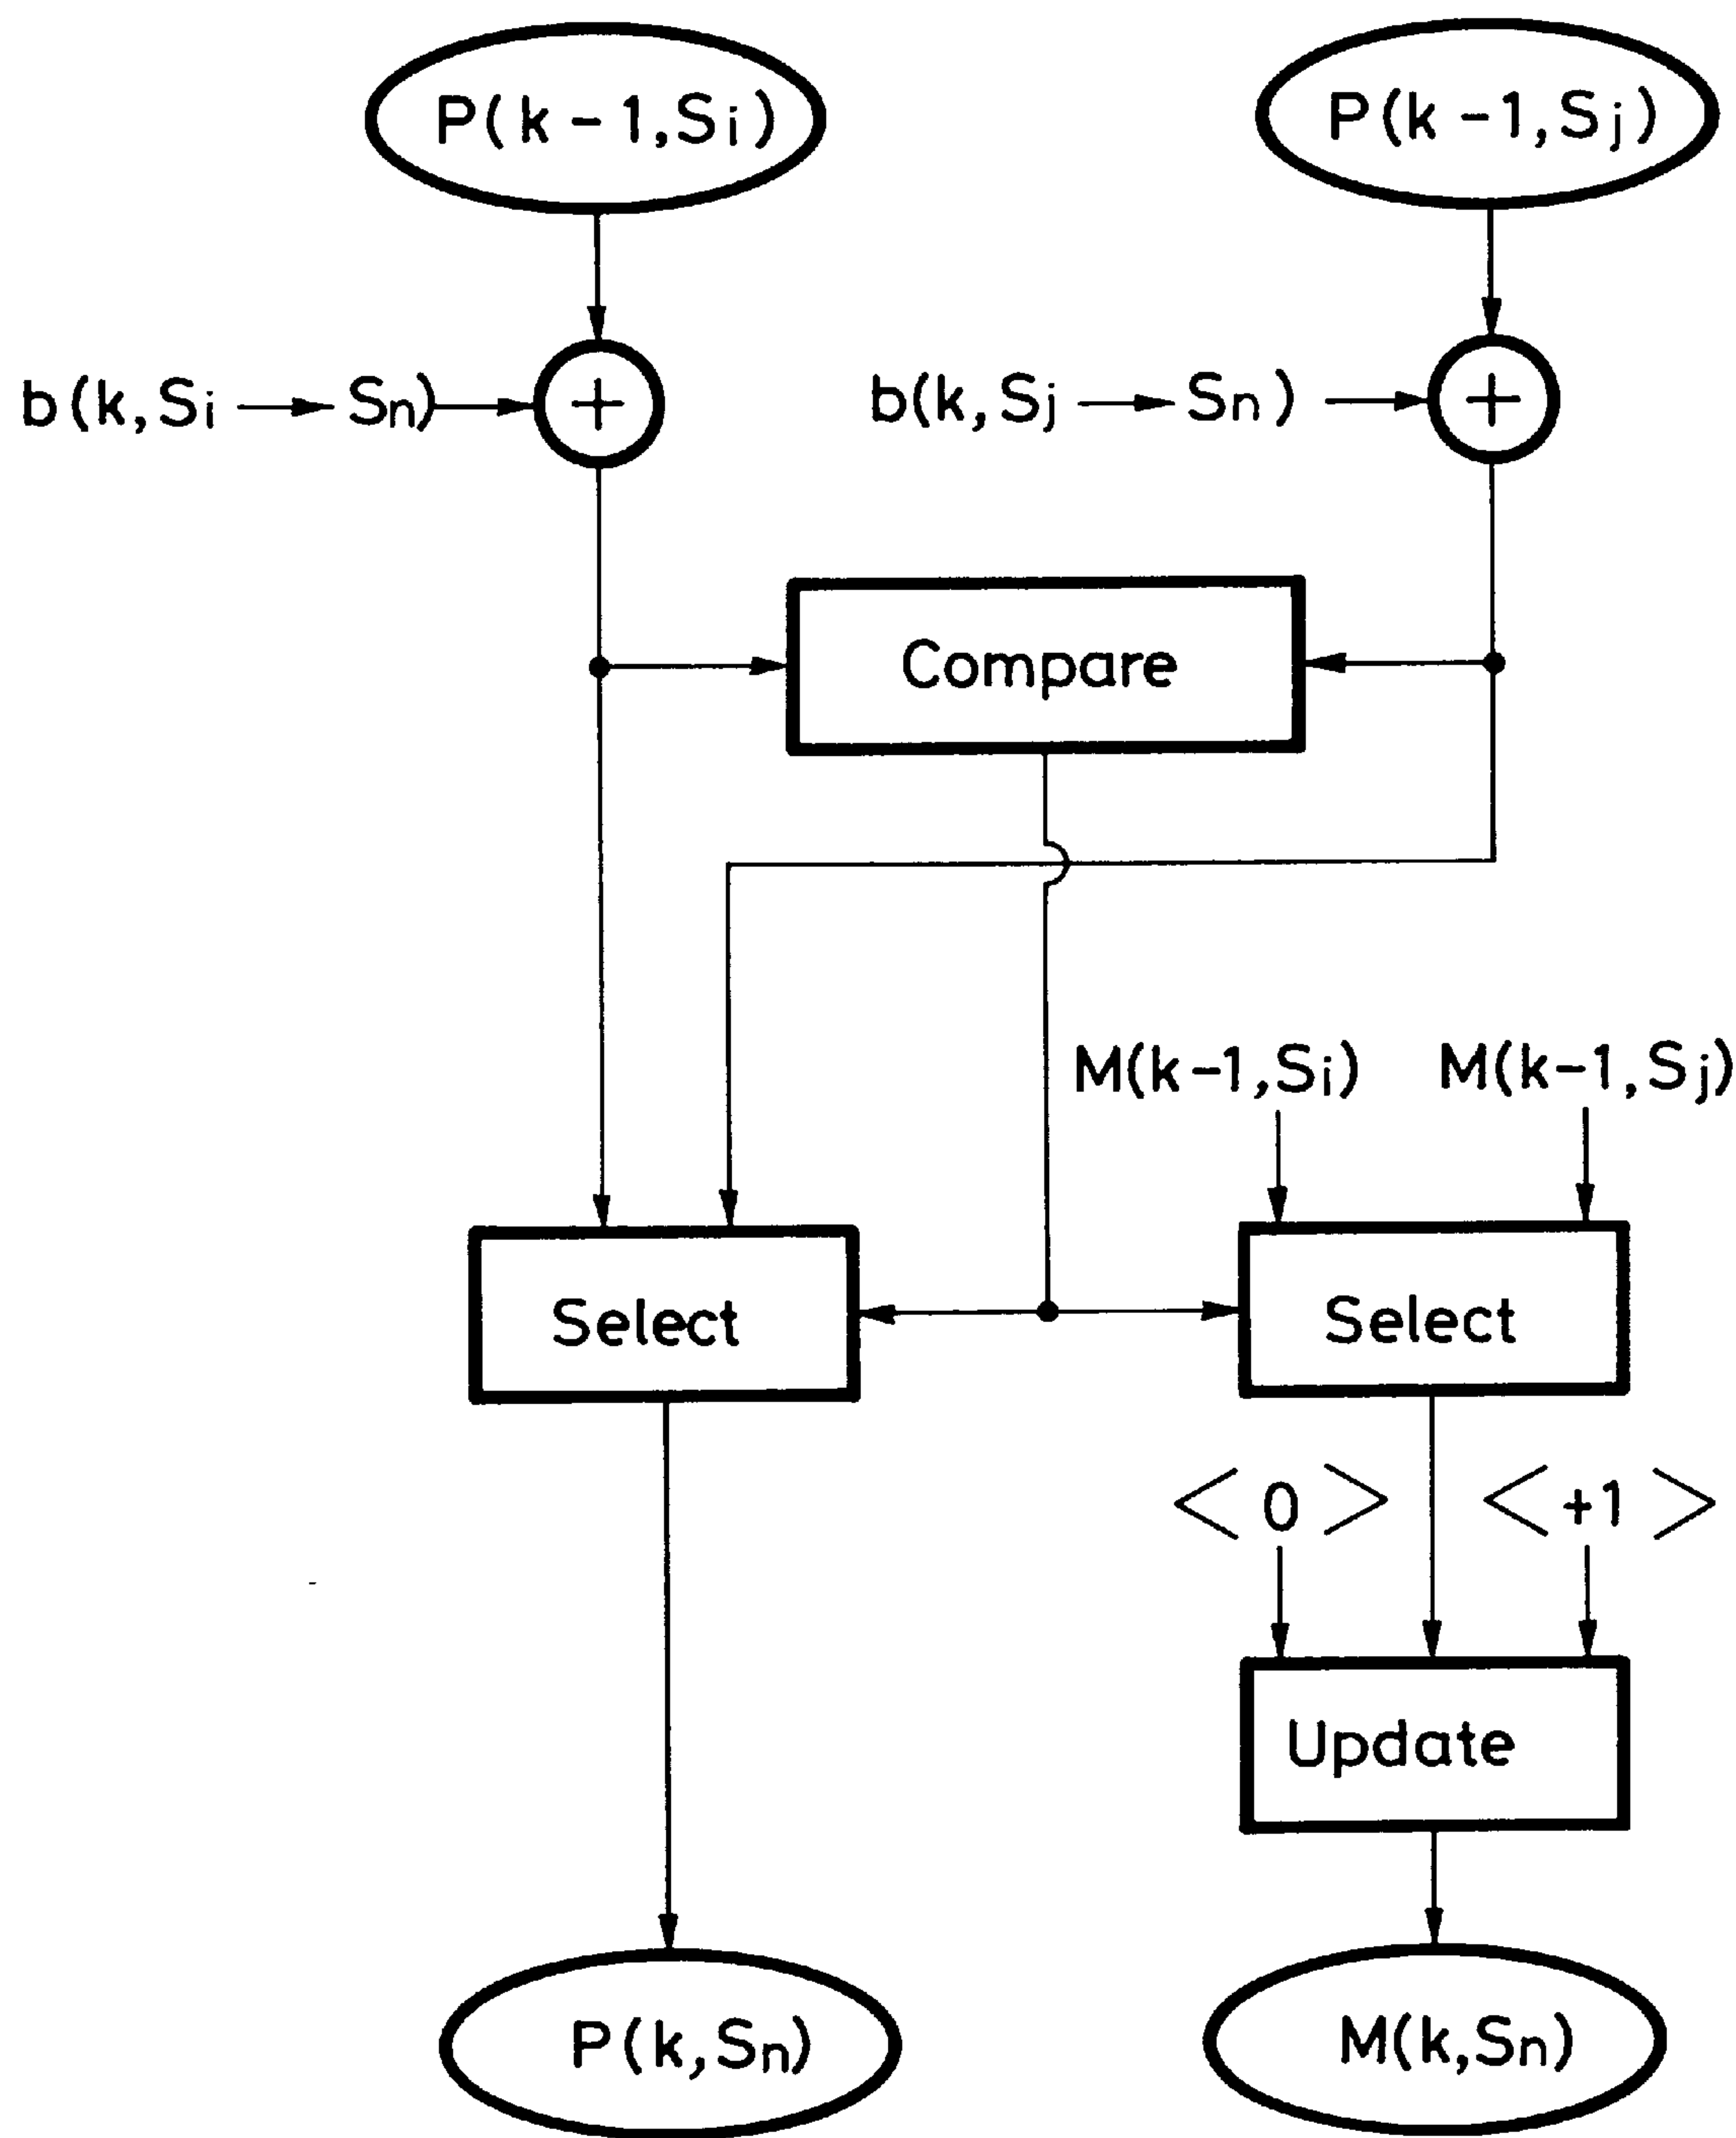 P(k-1,Si)
P(k-1,Sj)
b(k,Si → Sn)
+
b(k,Sj → Sn)
+
Compare
M(k-1,Si)
M(k-1,Sj)
Select
Select
<0>
<+1>
Update
P(k,Sn)
M(k,Sn)